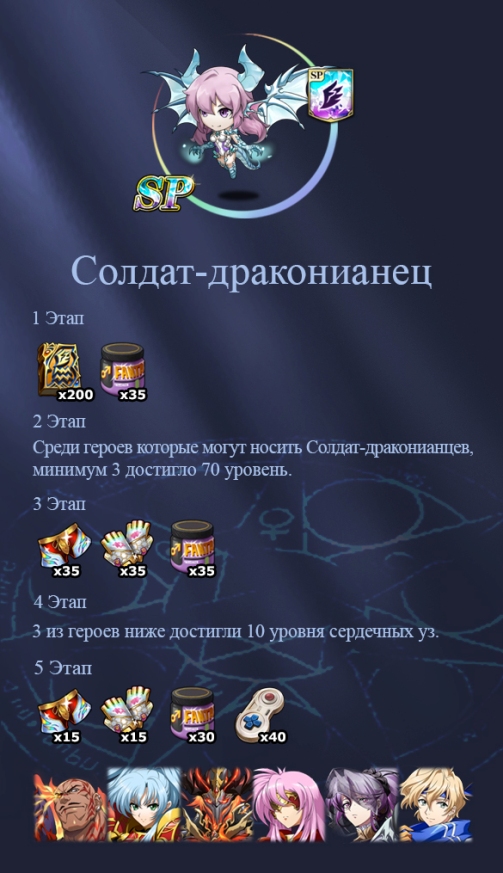 SP
SP
Солдат-драконианец
1 Этап
x200 x35
2 Этап
Среди героев которые могут носить Солдат-драконианцев,
минимум 3 достигло 70 уровень.
3 Этап
x35 x35 x35
4 Этап
3 из героев ниже достигли 10 уровня сердечных уз.
5 Этап
x15 x15 x30 x40